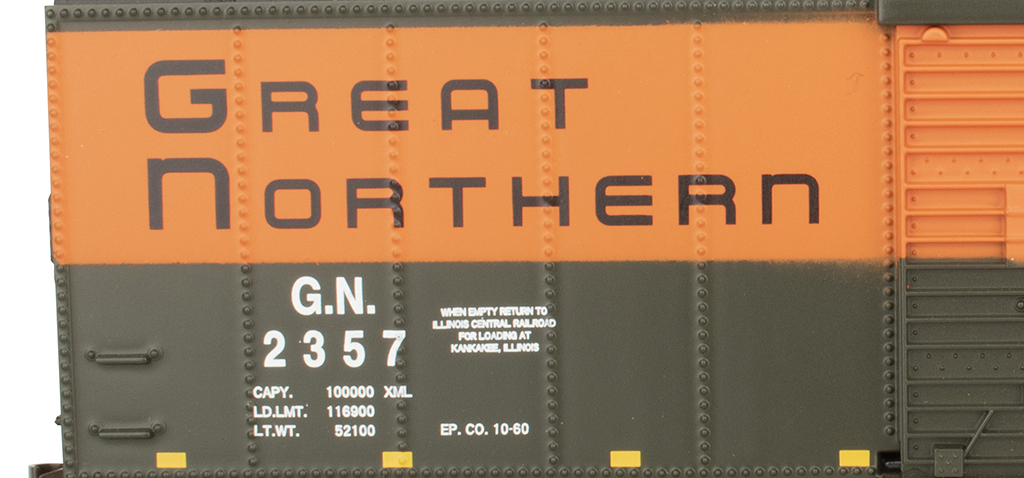 GREAT
NORTHERN
G.N.
2357
WHEN EMPTY RETURN TO
ILLINOIS CENTRAL RAILROAD
FOR LOADING AT
KANKAKEE, ILLINOIS
CAPY. 100000 XML
LD.LMT. 116900
LT.WT. 52100
EP. CO. 10-60